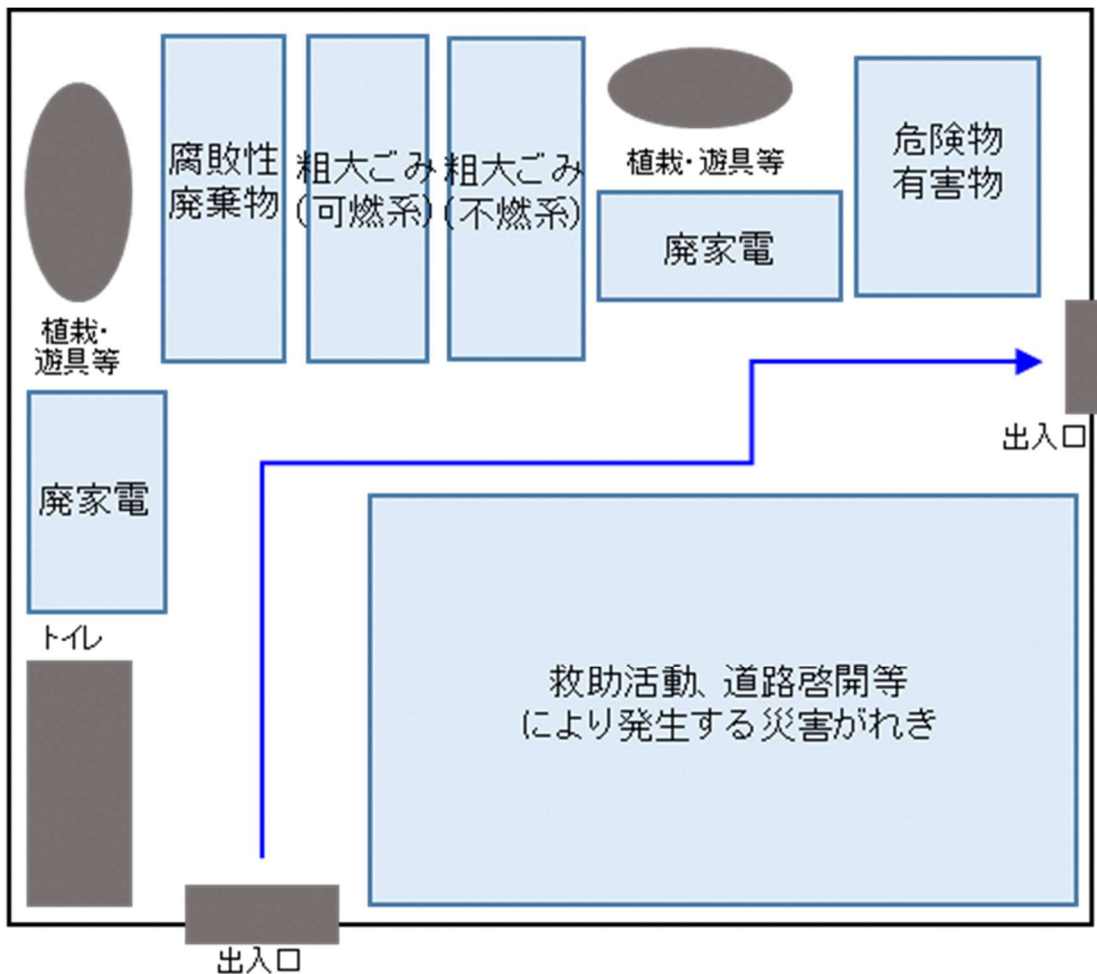 腐敗性
廃棄物
粗大ごみ
(可燃系)
粗大ごみ
(不燃系)
植栽・遊具等
廃家電
危険物
有害物
植栽・
遊具等
廃家電
トイレ
出入口
救助活動、道路啓開等
により発生する災害がれき
出入口